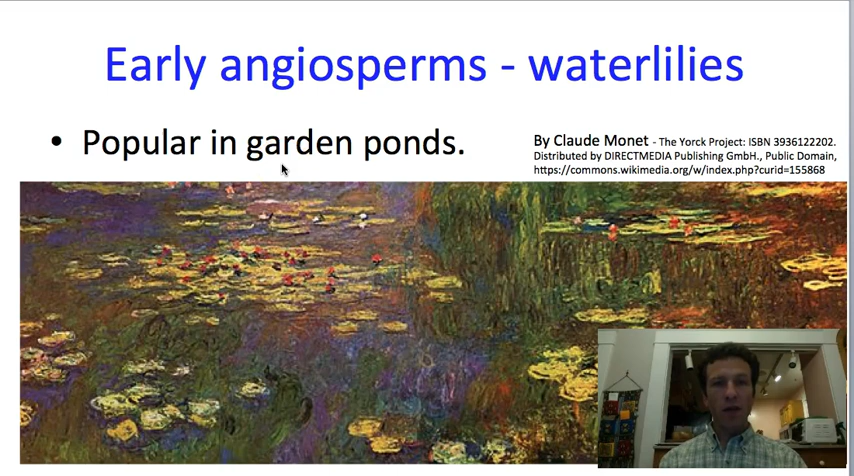 Early angiosperms - waterlilies
• Popular in garden ponds.
By Claude Monet - The Yorck Project: ISBN 3936122202.
Distributed by DIRECTMEDIA Publishing GmbH., Public Domain,
https://commons.wikimedia.org/w/index.php?curid=155868